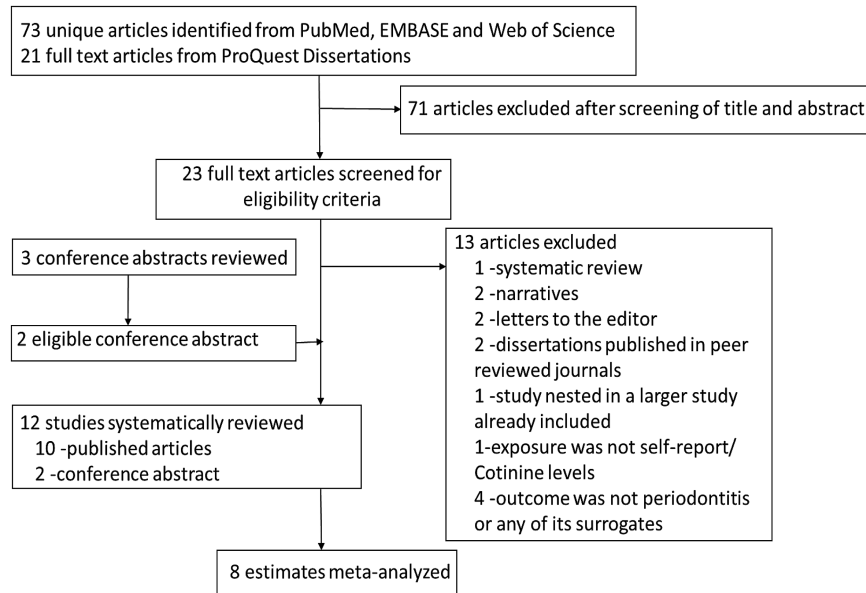 73 unique articles identified from PubMed, EMBASE and Web of Science
21 full text articles from ProQuest Dissertations
71 articles excluded after screening of title and abstract
23 full text articles screened for
eligibility criteria
3 conference abstracts reviewed
2 eligible conference abstract
13 articles excluded
1 -systematic review
2 -narratives
2 -letters to the editor
2 -dissertations published in peer
reviewed journals
1 -study nested in a larger study
already included
1-exposure was not self-report/
Cotinine levels
4 -outcome was not periodontitis
or any of its surrogates
12 studies systematically reviewed
10 -published articles
2 -conference abstract
8 estimates meta-analyzed